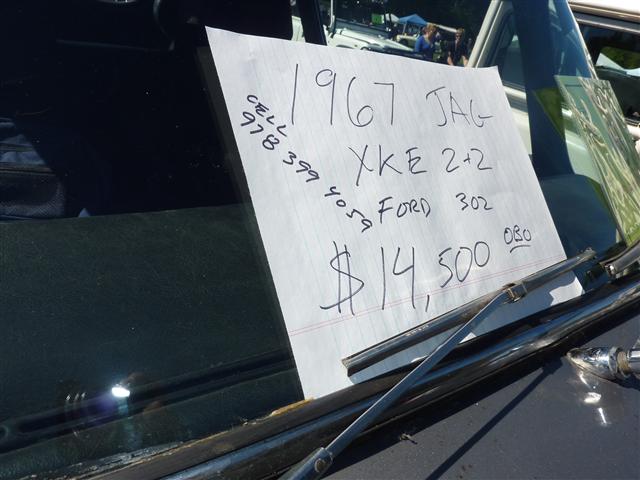 1967 JAG
XKE 2+2
FORD 302
$14,500 OBO
CELL
978 399 4059